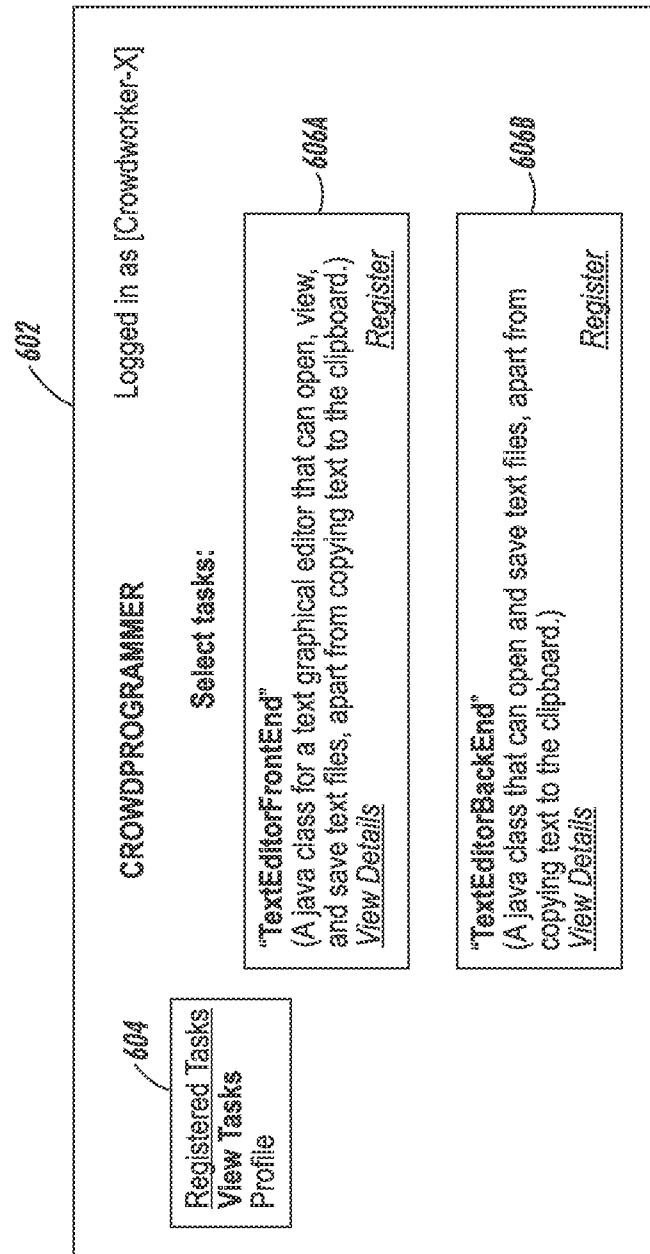 602
CROWDPROGRAMMER
Logged in as [Crowdworker-X]
604
Registered Tasks
View Tasks
Profile
Select tasks:
606A
"TextEditorFrontEnd"
(A java class for a text graphical editor that can open, view,
and save text files, apart from copying text to the clipboard.)
View Details
Register
606B
"TextEditorBackEnd"
(A java class that can open and save text files, apart from
copying text to the clipboard.)
View Details
Register